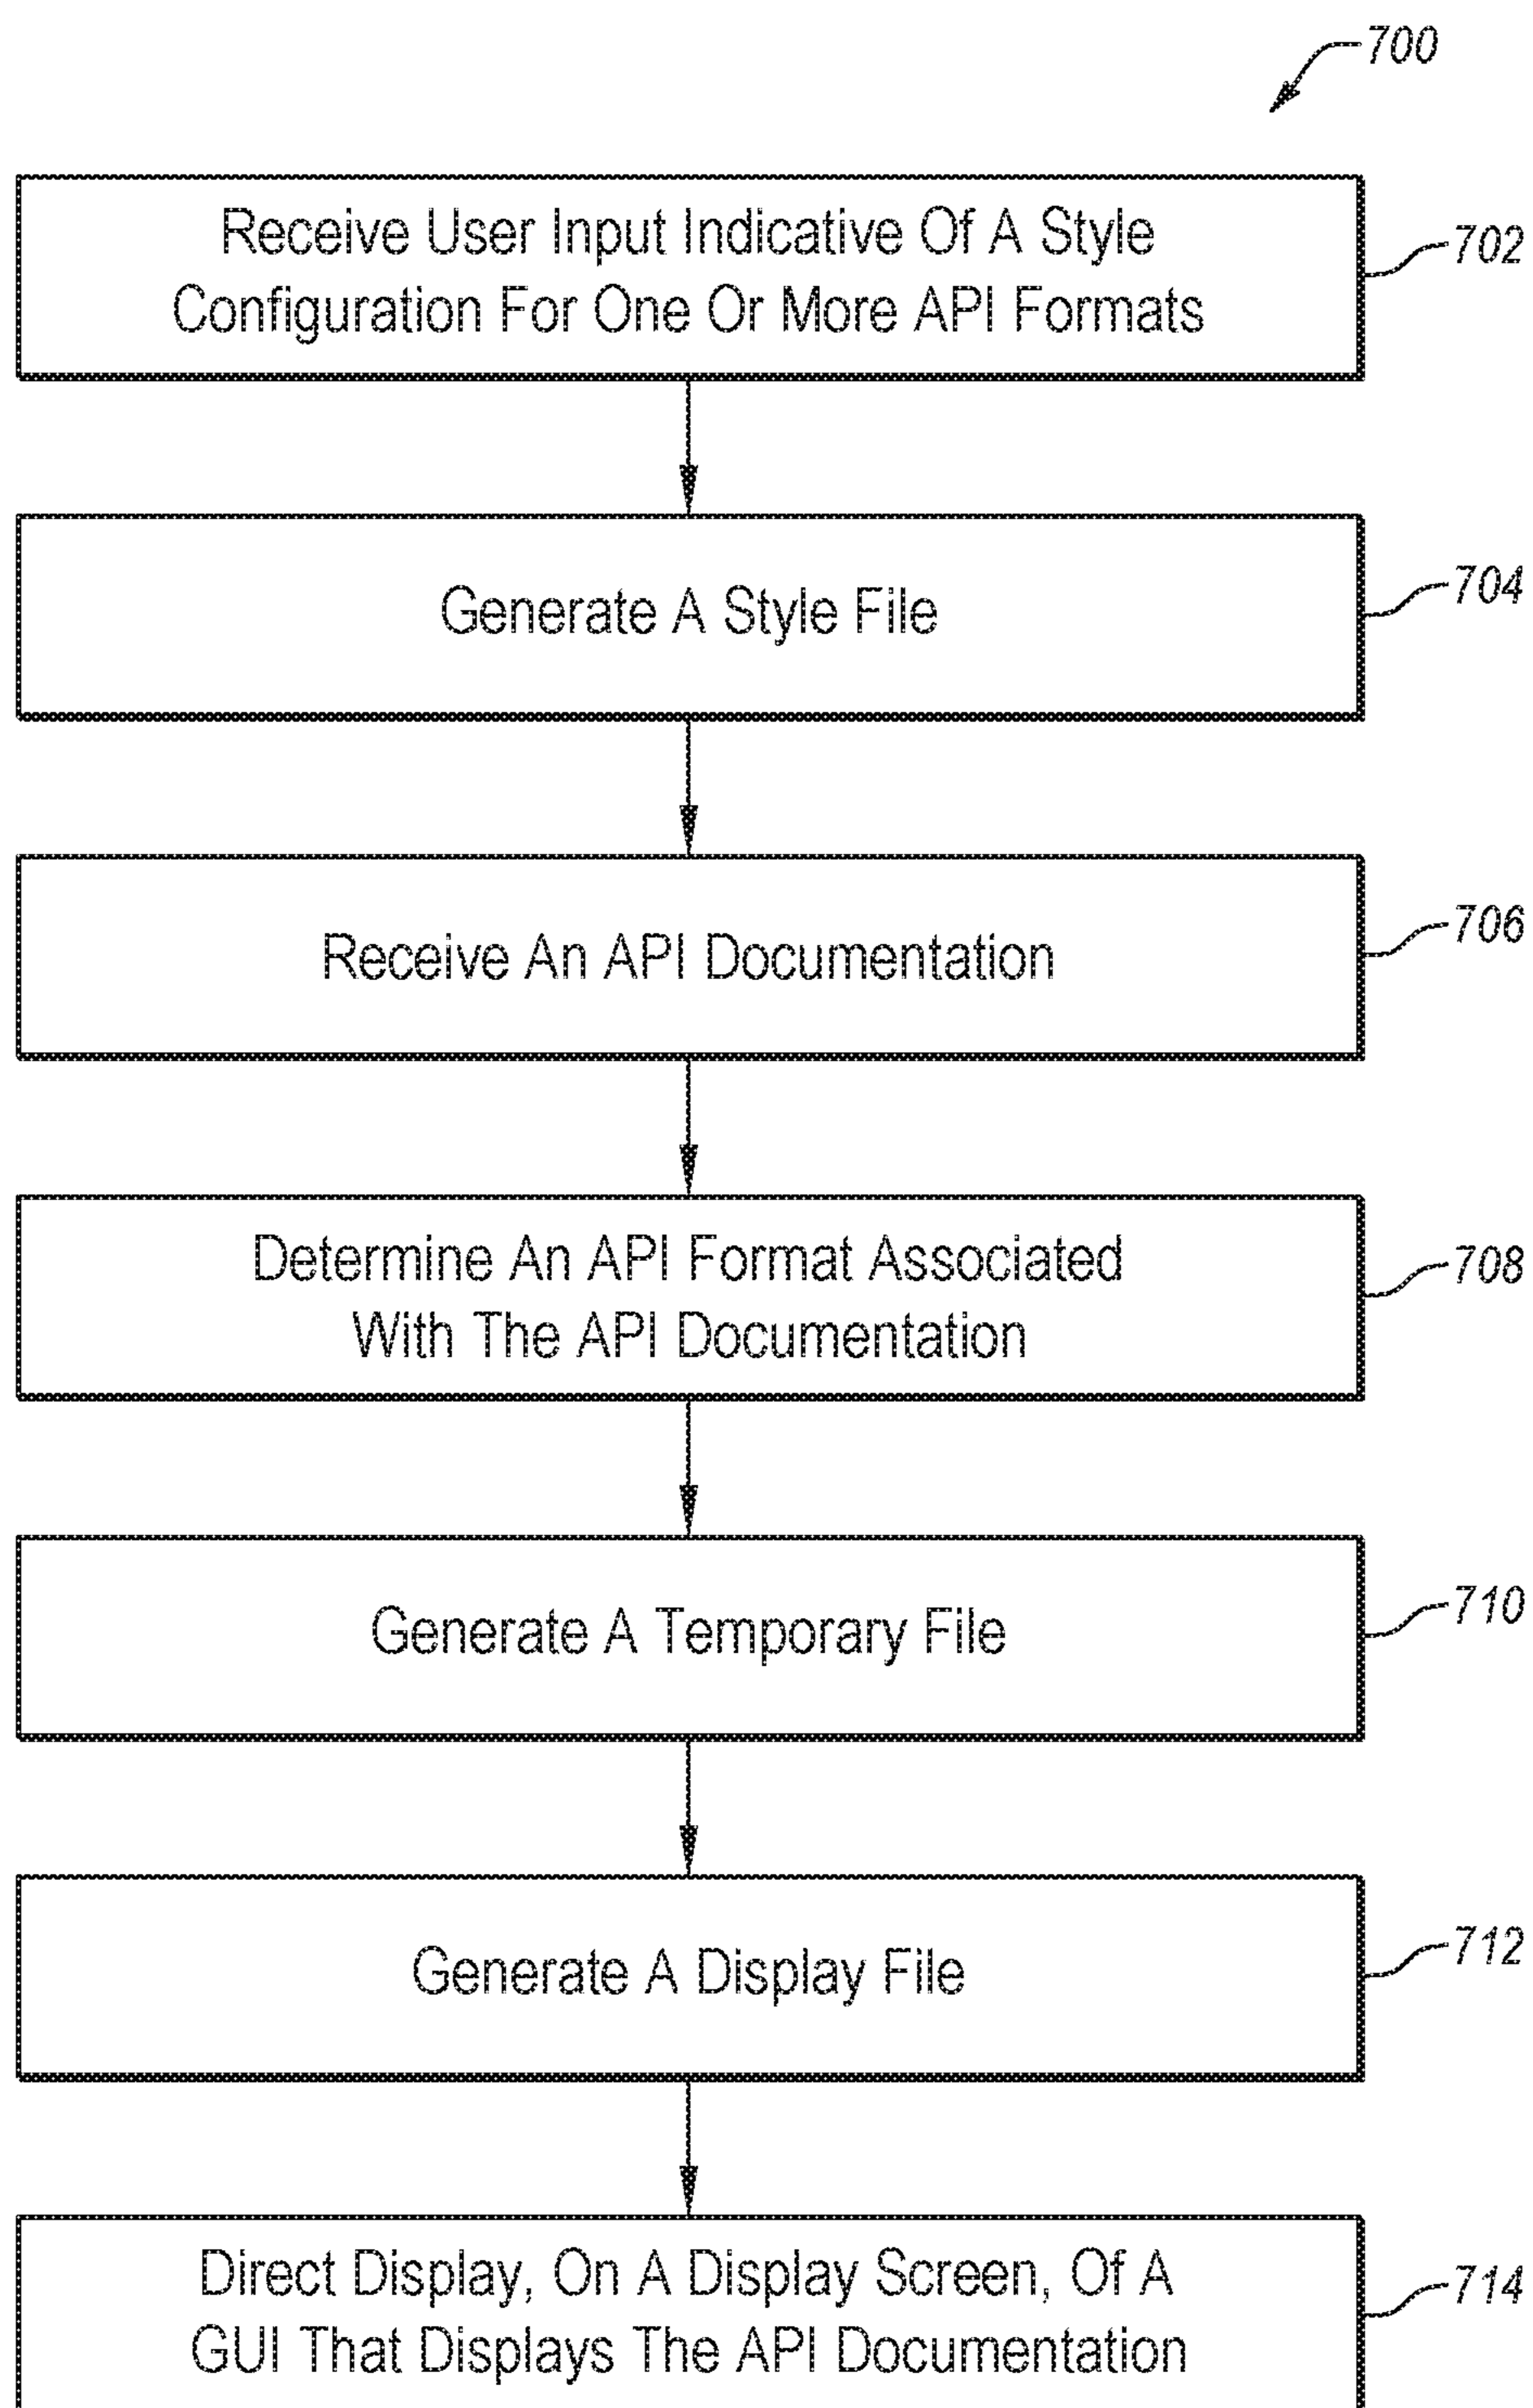 700
Receive User Input Indicative Of A Style
Configuration For One Or More API Formats
702
Generate A Style File
704
Receive An API Documentation
706
Determine An API Format Associated
With The API Documentation
708
Generate A Temporary File
710
Generate A Display File
712
Direct Display, On A Display Screen, Of A
GUI That Displays The API Documentation
714